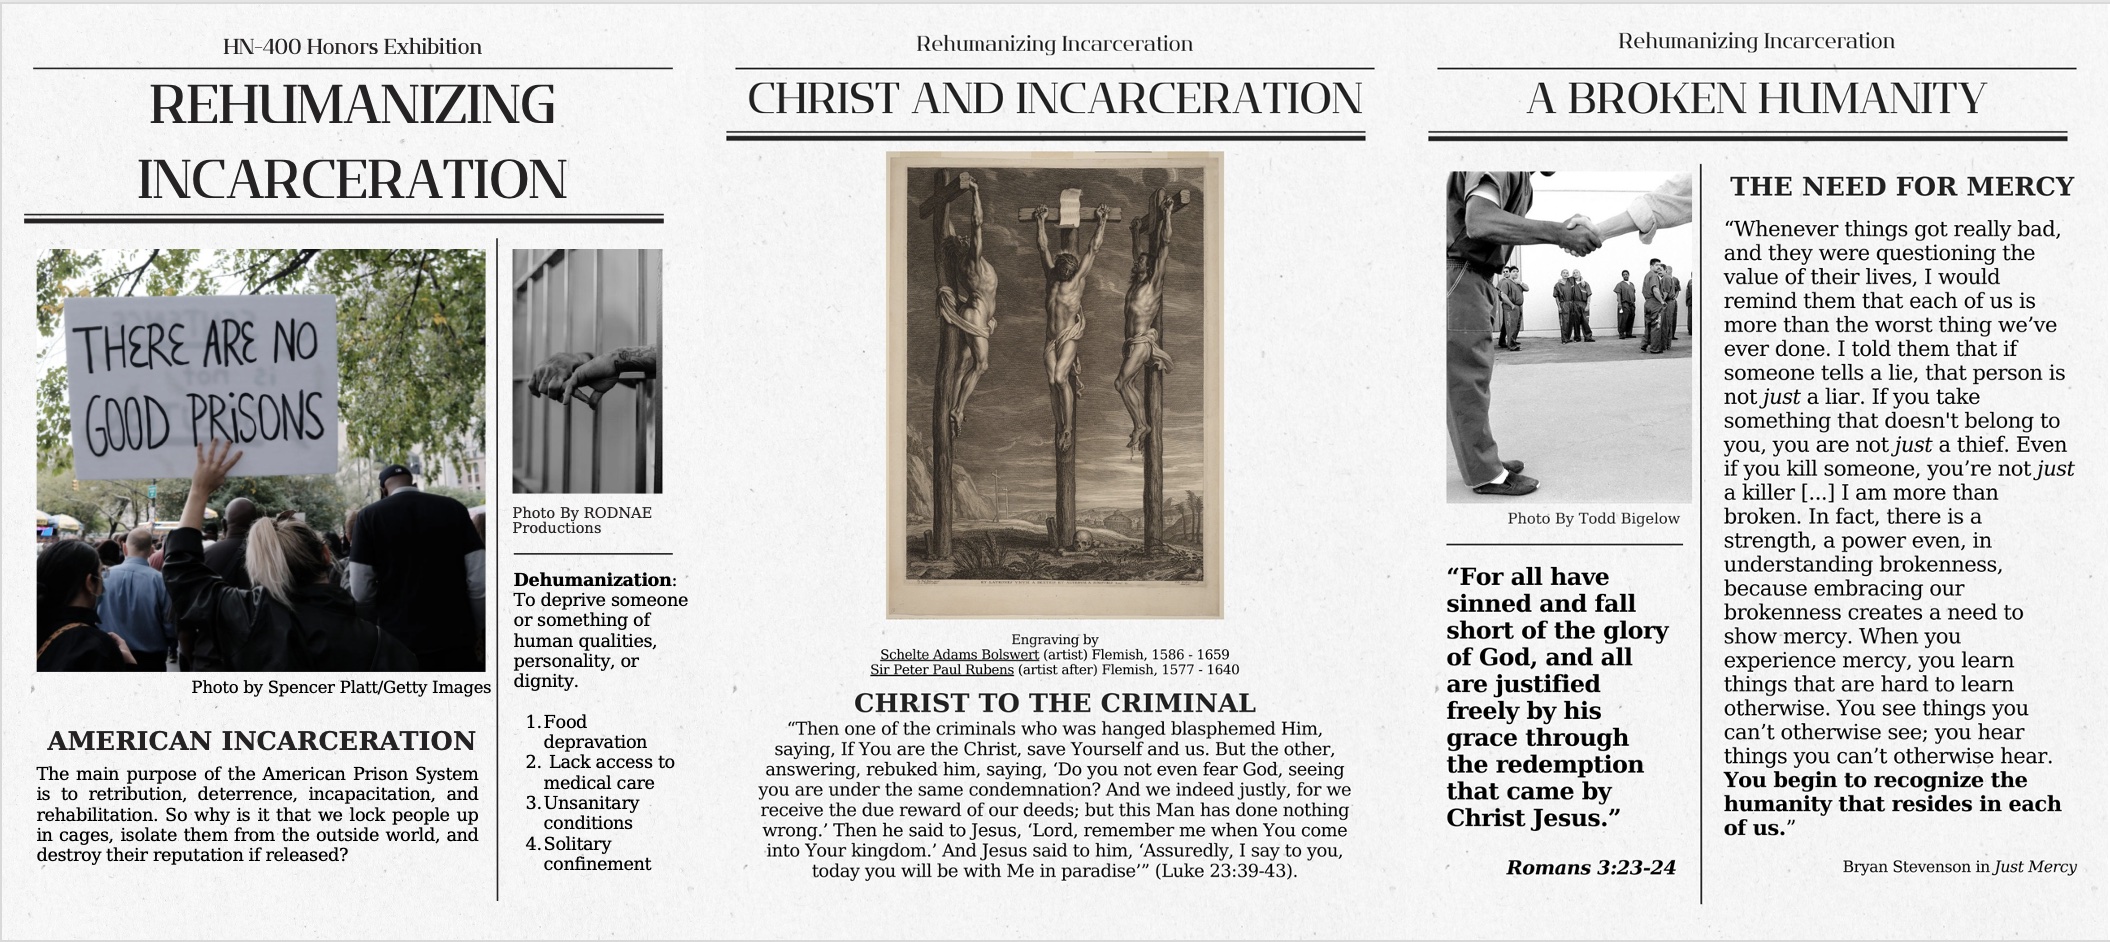 HN-400 Honors Exhibition
REHUMANIZING
INCARCERATION
THERE ARE NO
GOOD PRISONS
Photo by Spencer Platt/Getty Images
AMERICAN INCARCERATION
The main purpose of the American Prison System
is to retribution, deterrence, incapacitation, and
rehabilitation. So why is it that we lock people up
in cages, isolate them from the outside world, and
destroy their reputation if released?
Photo By RODNAE
Productions
Dehumanization:
To deprive someone
or something of
human qualities,
personality, or
dignity.
1. Food
depravation
2. Lack access to
medical care
3. Unsanitary
conditions
4. Solitary
confinement
Rehumanizing Incarceration
CHRIST AND INCARCERATION
Engraving by
Schelte Adams Bolswert (artist) Flemish, 1586 - 1659
Sir Peter Paul Rubens (artist after) Flemish, 1577 - 1640
CHRIST TO THE CRIMINAL
“Then one of the criminals who was hanged blasphemed Him,
saying, If You are the Christ, save Yourself and us. But the other,
answering, rebuked him, saying, ‘Do you not even fear God, seeing
you are under the same condemnation? And we indeed justly, for we
receive the due reward of our deeds; but this Man has done nothing
wrong.’ Then he said to Jesus, ‘Lord, remember me when You come
into Your kingdom.’ And Jesus said to him, ‘Assuredly, I say to you,
today you will be with Me in paradise’” (Luke 23:39-43).
Rehumanizing Incarceration
A BROKEN HUMANITY
Photo By Todd Bigelow
“For all have
sinned and fall
short of the glory
of God, and all
are justified
freely by his
grace through
the redemption
that came by
Christ Jesus.”
Romans 3:23-24
THE NEED FOR MERCY
“Whenever things got really bad,
and they were questioning the
value of their lives, I would
remind them that each of us is
more than the worst thing we’ve
ever done. I told them that if
someone tells a lie, that person is
not just a liar. If you take
something that doesn't belong to
you, you are not just a thief. Even
if you kill someone, you’re not just
a killer [...] I am more than
broken. In fact, there is a
strength, a power even, in
understanding brokenness,
because embracing our
brokenness creates a need to
show mercy. When you
experience mercy, you learn
things that are hard to learn
otherwise. You see things you
can’t otherwise see; you hear
things you can’t otherwise hear.
You begin to recognize the
humanity that resides in each
of us.”
Bryan Stevenson in Just Mercy